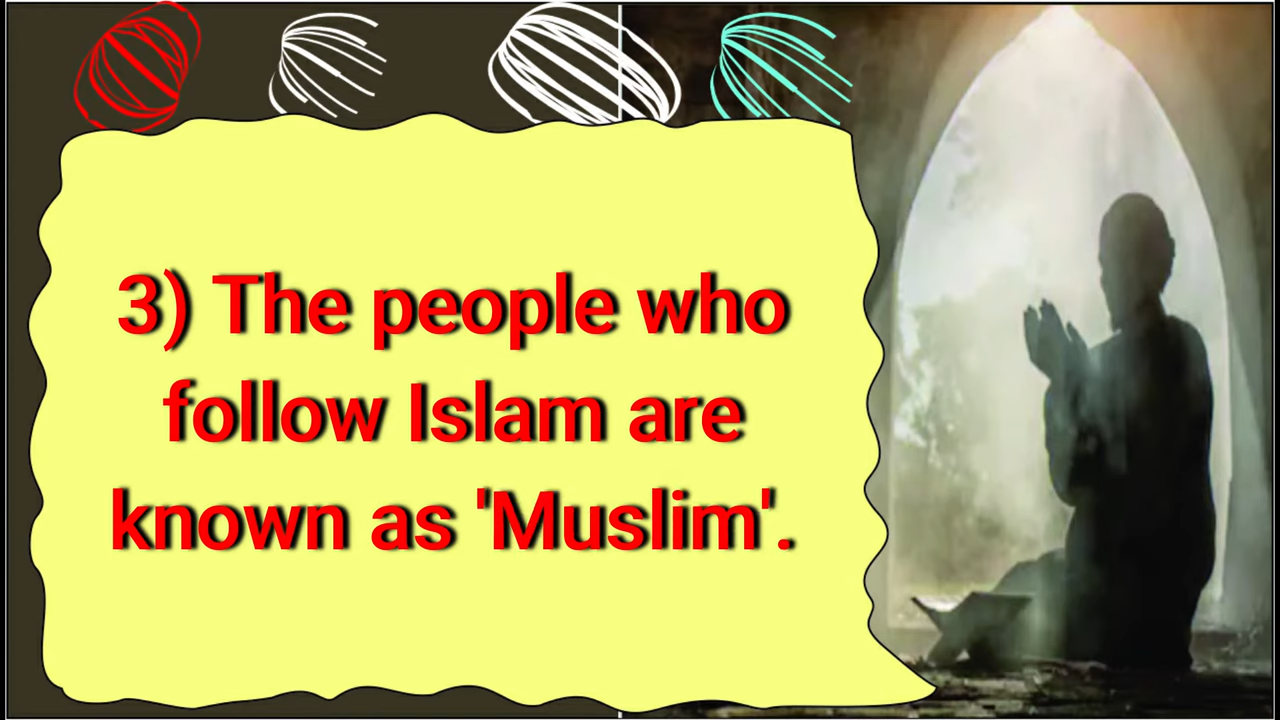 3) The people who
follow Islam are
known as 'Muslim'.